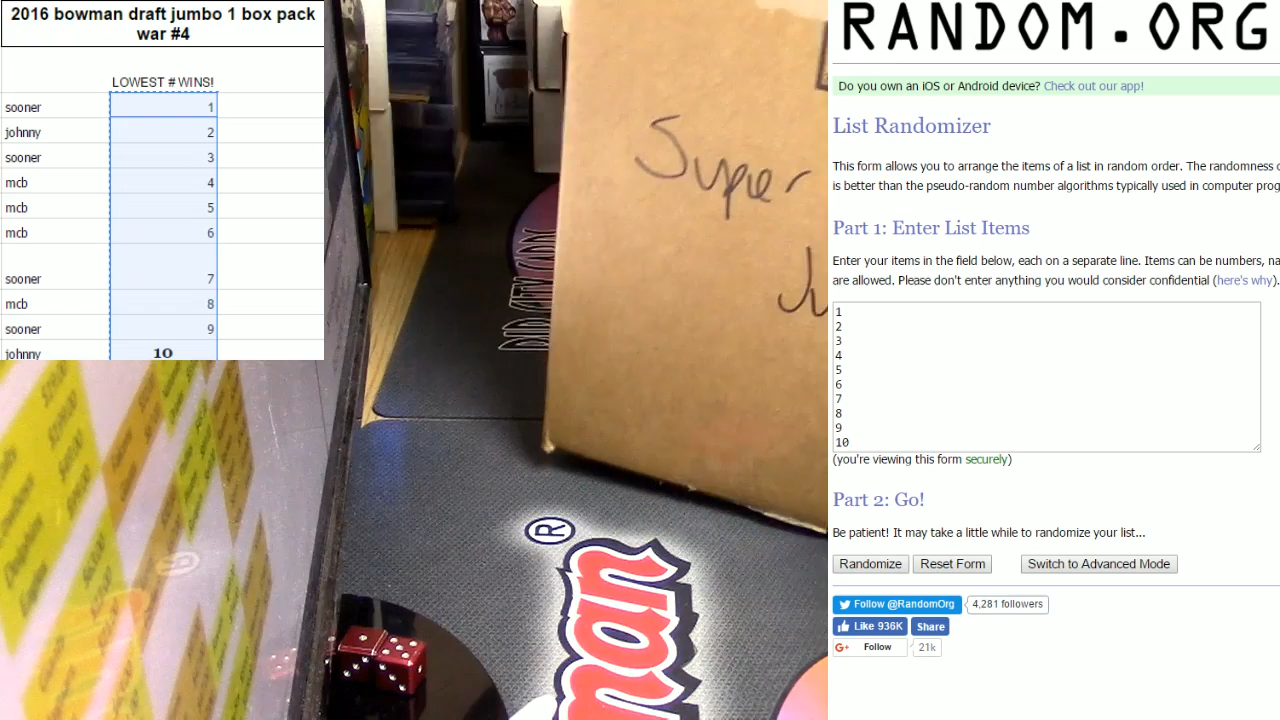 2016 bowman draft jumbo 1 box pack
war #4
LOWEST # WINS!
sooner 1
johnny 2
sooner 3
mcb 4
mcb 5
mcb 6
sooner 7
mcb 8
sooner 9
johnny 10
Super
Ju
®
man
RANDOM.ORG
Do you own an iOS or Android device? Check out our app!
List Randomizer
This form allows you to arrange the items of a list in random order. The randomness
is better than the pseudo-random number algorithms typically used in computer prog
Part 1: Enter List Items
Enter your items in the field below, each on a separate line. Items can be numbers, na
are allowed. Please don't enter anything you would consider confidential (here's why).
1
2
3
4
5
6
7
8
9
10
(you're viewing this form securely)
Part 2: Go!
Be patient! It may take a little while to randomize your list...
Randomize Reset Form Switch to Advanced Mode
Follow @RandomOrg 4,281 followers
Like 936K Share
G+ Follow 21k